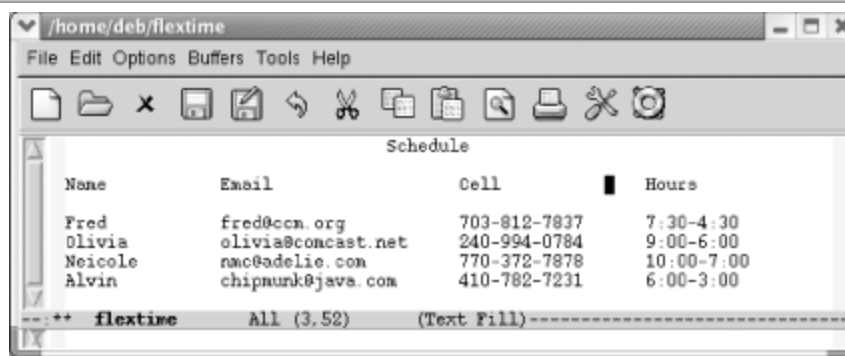 /home/deb/flextime
File Edit Options Buffers Tools Help
Schedule
Name Email Cell Hours
Fred fred@ccm.org 703-812-7837 7:30-4:30
Olivia olivia@comcast.net 240-994-0784 9:00-6:00
Neicole nmc@adelie.com 770-372-7878 10:00-7:00
Alvin chipmunk@java.com 410-782-7231 6:00-3:00
--:** flextime All (3,52) (Text Fill)------------------------------